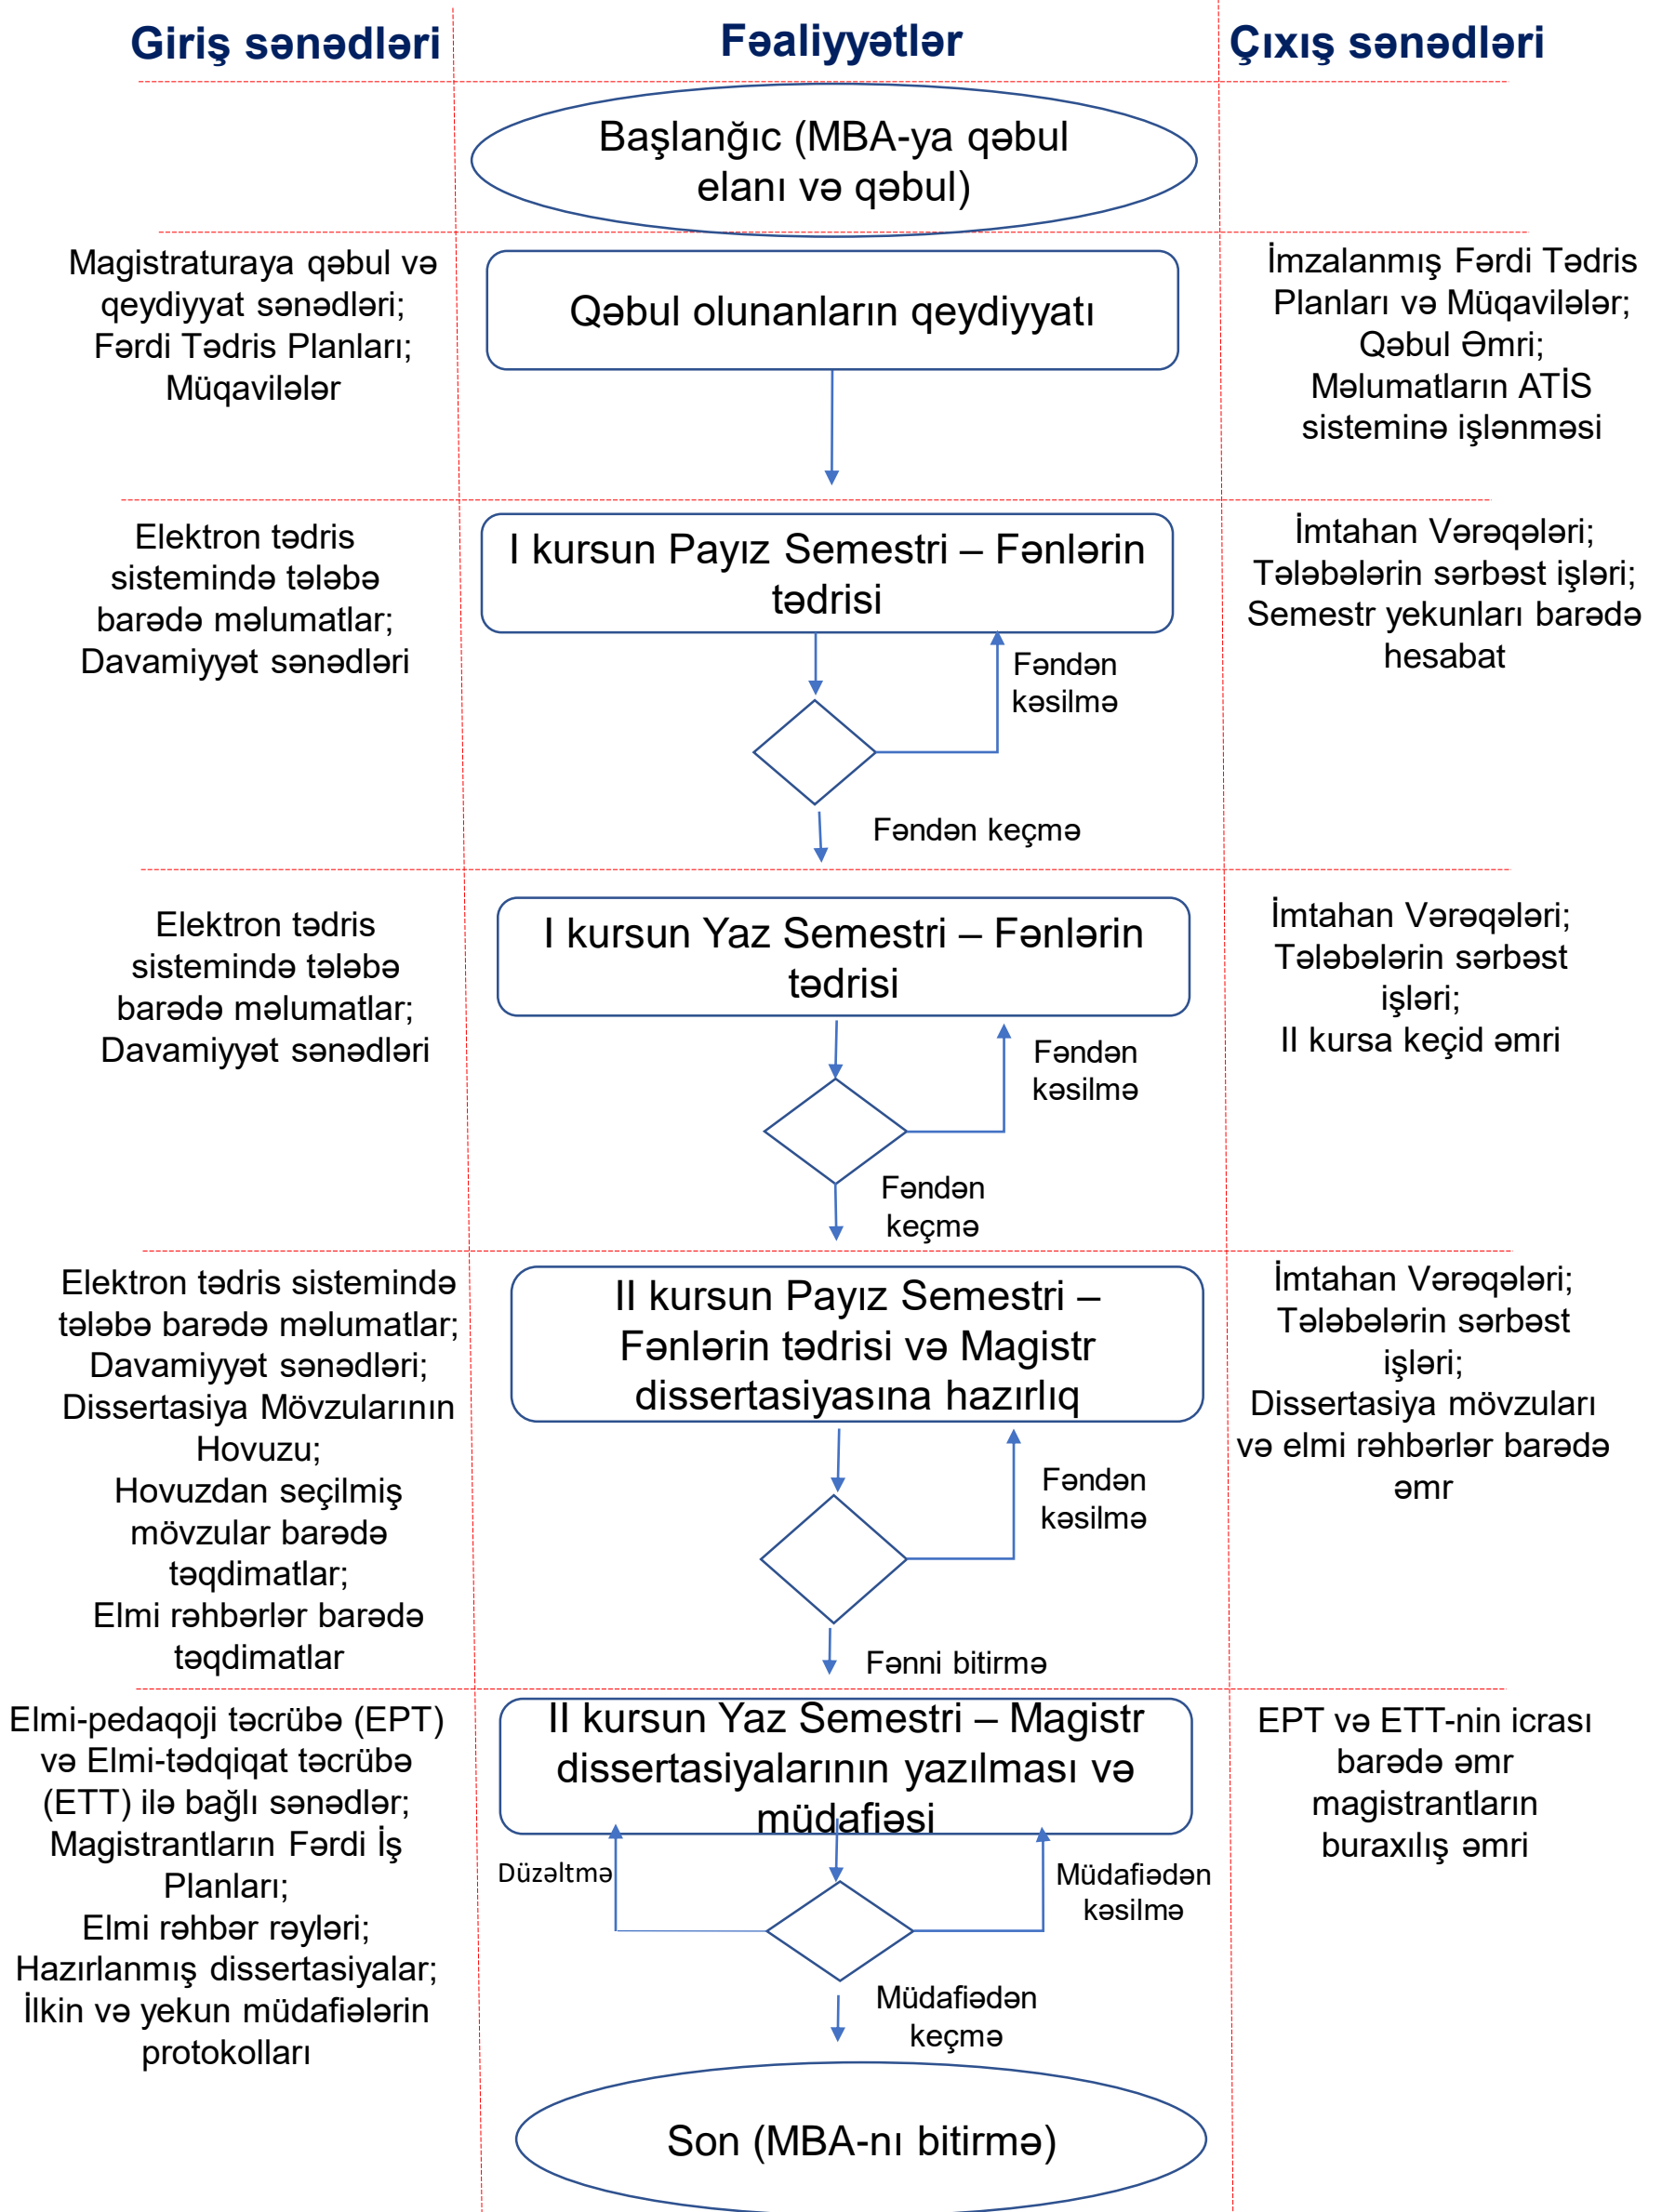 Giriş sənədləri
Fəaliyyətlər
Çıxış sənədləri
Başlanğıc (MBA-ya qəbul
elanı və qəbul)
Magistraturaya qəbul və
qeydiyyat sənədləri;
Fərdi Tədris Planları;
Müqavilələr
Qəbul olunanların qeydiyyatı
İmzalanmış Fərdi Tədris
Planları və Müqavilələr;
Qəbul Əmri;
Məlumatların ATİS
sisteminə işlənməsi
Elektron tədris
sistemində tələbə
barədə məlumatlar;
Davamiyyət sənədləri
I kursun Payız Semestri – Fənlərin
tədrisi
Fəndən
kəsilmə
Fəndən keçmə
İmtahan Vərəqələri;
Tələbələrin sərbəst işləri;
Semestr yekunları barədə
hesabat
Elektron tədris
sistemində tələbə
barədə məlumatlar;
Davamiyyət sənədləri
I kursun Yaz Semestri – Fənlərin
tədrisi
Fəndən
kəsilmə
Fəndən
keçmə
İmtahan Vərəqələri;
Tələbələrin sərbəst
işləri;
II kursa keçid əmri
Elektron tədris sistemində
tələbə barədə məlumatlar;
Davamiyyət sənədləri;
Dissertasiya Mövzularının
Hovuzu;
Hovuzdan seçilmiş
mövzular barədə
təqdimatlar;
Elmi rəhbərlər barədə
təqdimatlar
II kursun Payız Semestri –
Fənlərin tədrisi və Magistr
dissertasiyasına hazırlıq
Fəndən
kəsilmə
Fənni bitirmə
İmtahan Vərəqələri;
Tələbələrin sərbəst
işləri;
Dissertasiya mövzuları
və elmi rəhbərlər barədə
əmr
Elmi-pedaqoji təcrübə (EPT)
və Elmi-tədqiqat təcrübə
(ETT) ilə bağlı sənədlər;
Magistrantların Fərdi İş
Planları;
Elmi rəhbər rəyləri;
Hazırlanmış dissertasiyalar;
İlkin və yekun müdafiələrin
protokolları
II kursun Yaz Semestri – Magistr
dissertasiyalarının yazılması və
müdafiəsi
Düzəltmə
Müdafiədən
kəsilmə
Müdafiədən
keçmə
EPT və ETT-nin icrası
barədə əmr
magistrantların
buraxılış əmri
Son (MBA-nı bitirmə)